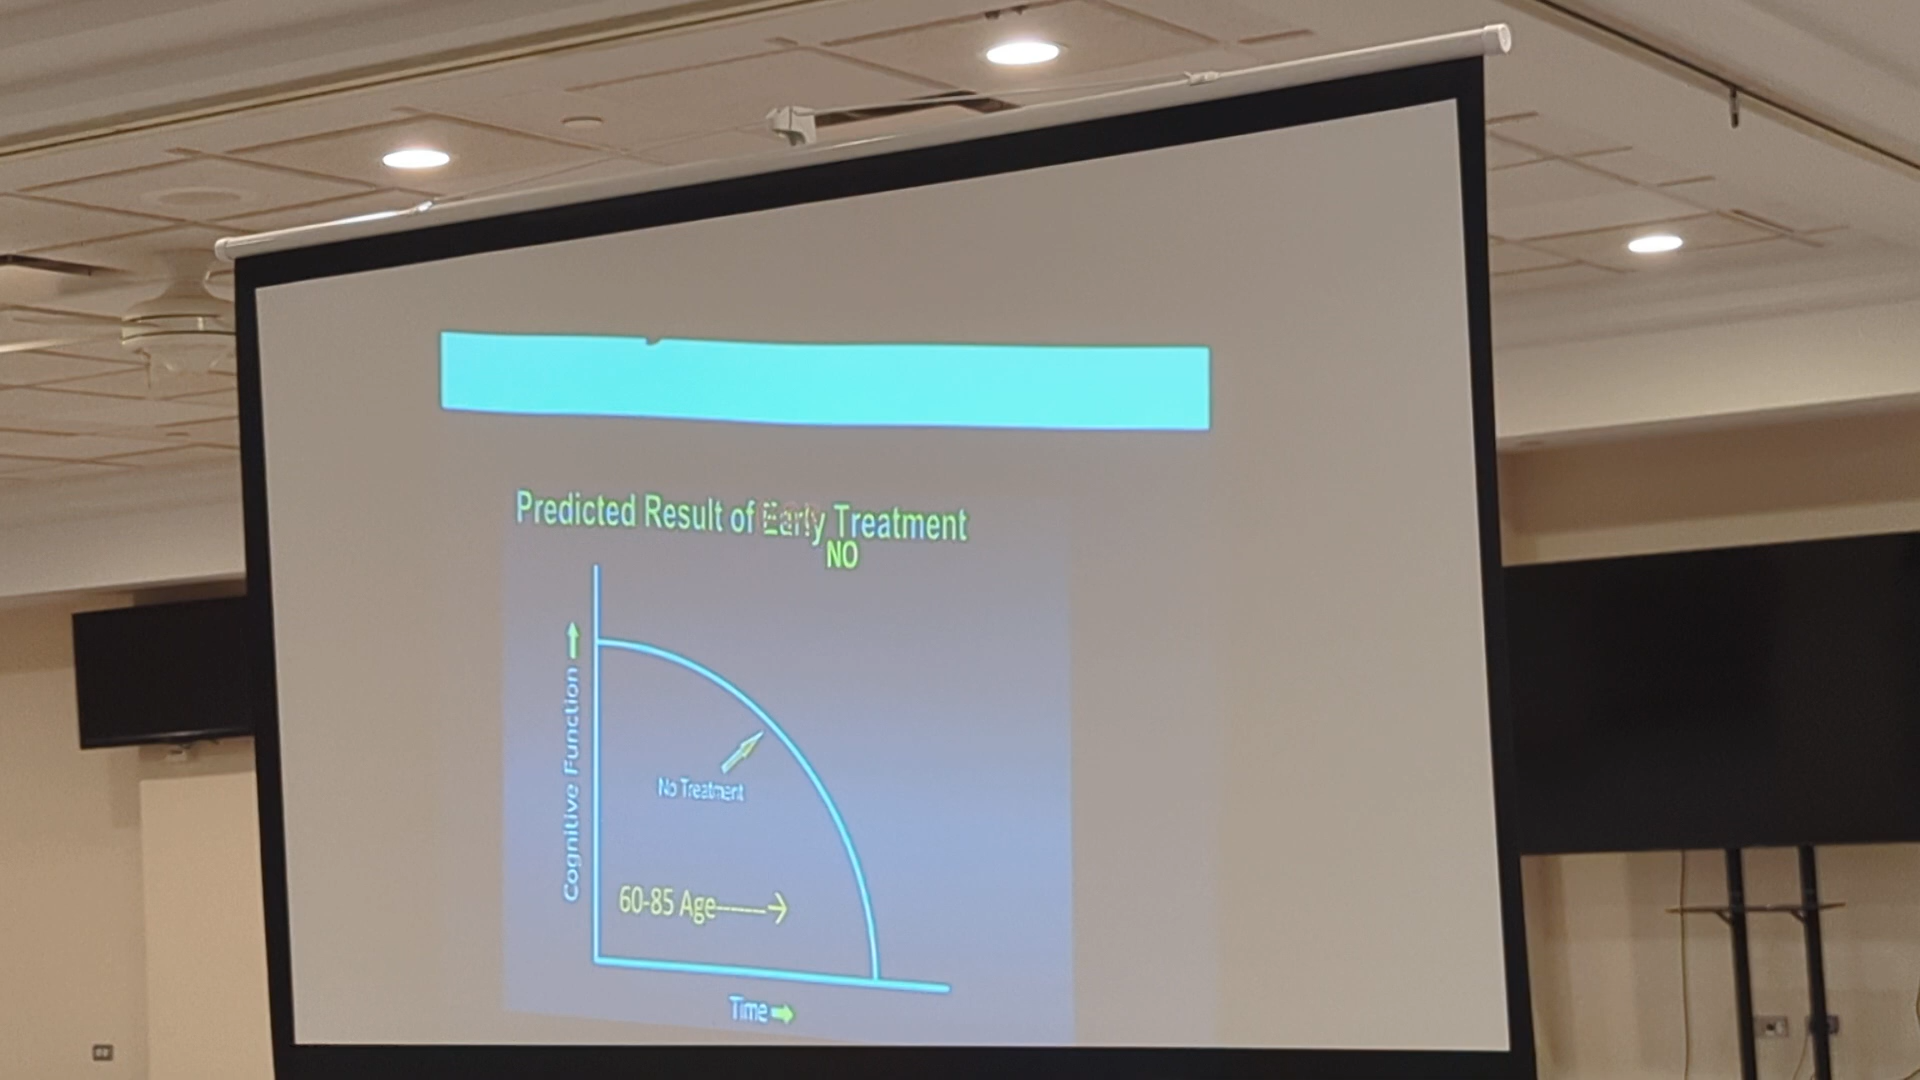 Predicted Result of Early Treatment
NO
Cognitive Function
No Treatment
60-85 Age------→
Time